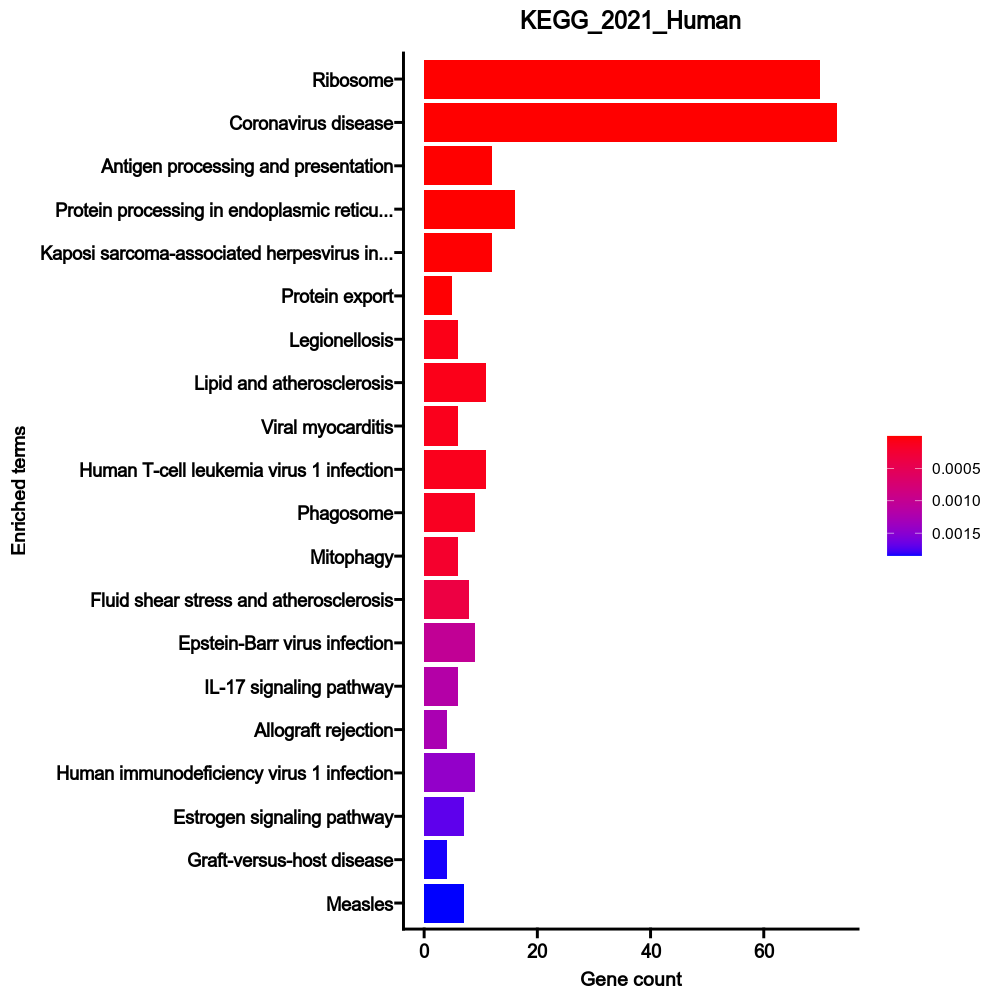 KEGG_2021_Human
Ribosome
Coronavirus disease
Antigen processing and presentation
Protein processing in endoplasmic reticu...
Kaposi sarcoma-associated herpesvirus in...
Protein export
Legionellosis
Lipid and atherosclerosis
Viral myocarditis
Human T-cell leukemia virus 1 infection
Phagosome
Mitophagy
Fluid shear stress and atherosclerosis
Epstein-Barr virus infection
IL-17 signaling pathway
Allograft rejection
Human immunodeficiency virus 1 infection
Estrogen signaling pathway
Graft-versus-host disease
Measles
Enriched terms
0 20 40 60
Gene count
0.0005
0.0010
0.0015